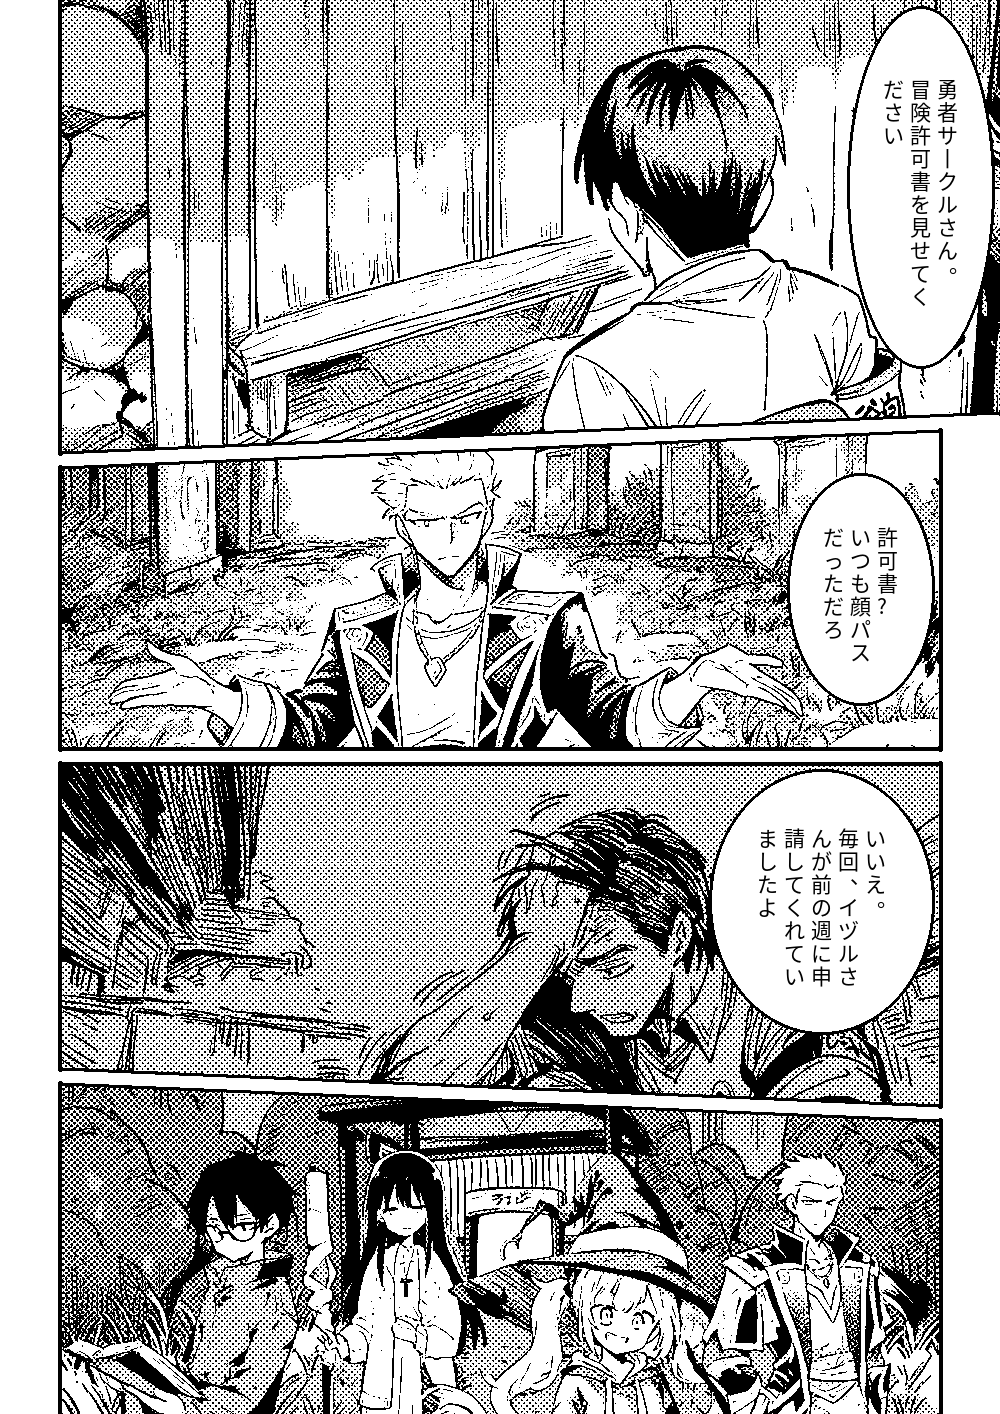 勇者サークルさん。
冒険許可書を見せてく
ださい
許可書?
いつも顔パス
だっただろ
いいえ。
毎回、イヅルさ
んが前の週に申
請してくれてい
ましたよ